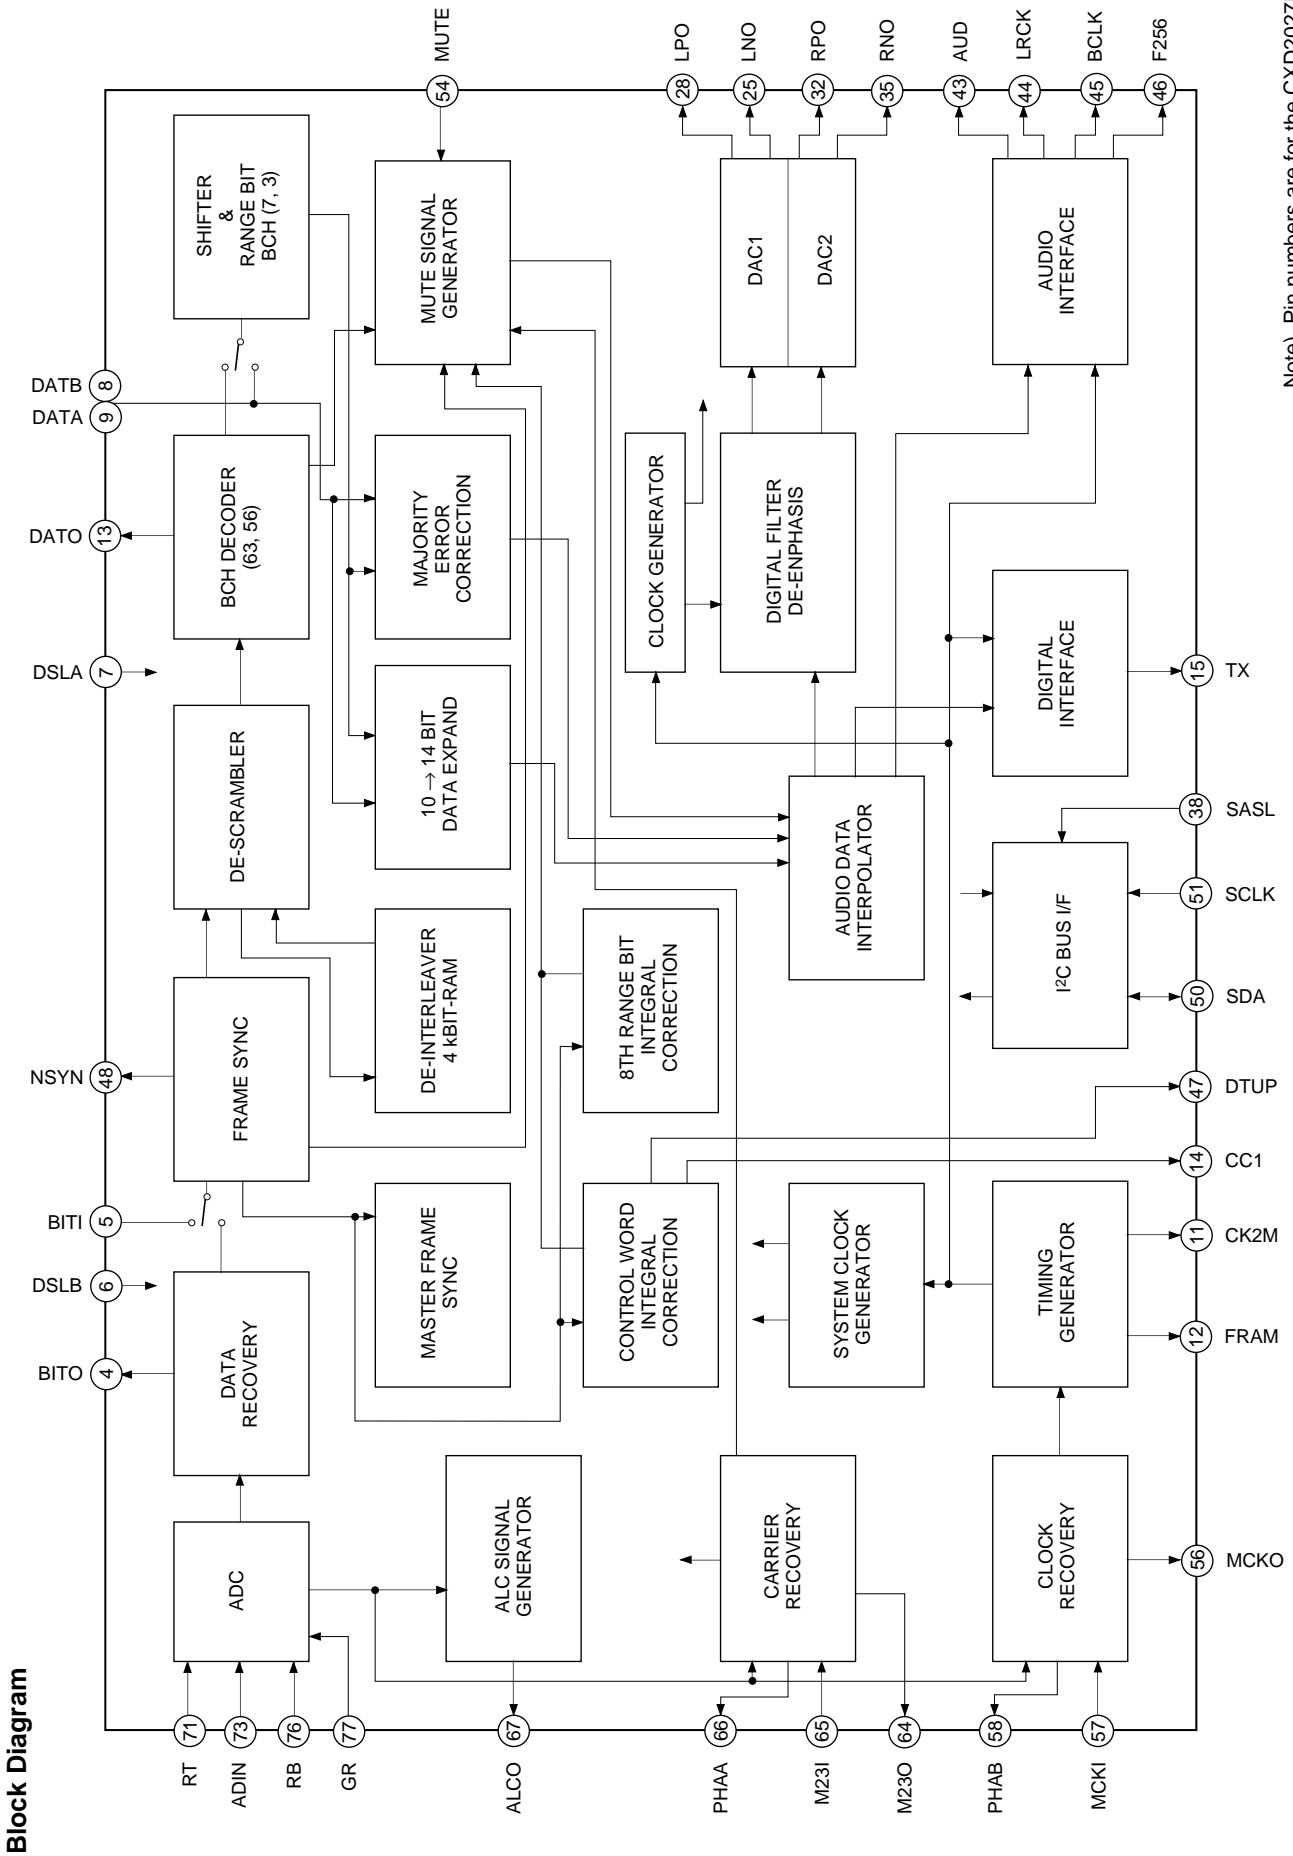 Block Diagram
RT
71
ADIN
73
RB
76
GR
77
ALCO
67
PHAA
66
M23I
65
M23O
64
PHAB
58
MCKI
57
BITO
4
DSLB
6
BITI
5
NSYN
48
DSLA
7
DATO
13
DATA
9
DATB
8
ADC
DATA
RECOVERY
FRAME SYNC
DE-SCRAMBLER
BCH DECODER
(63, 56)
SHIFTER
&
RANGE BIT
BCH (7, 3)
MASTER FRAME
SYNC
DE-INTERLEAVER
4 kBIT-RAM
10 → 14 BIT
DATA EXPAND
MAJORITY
ERROR
CORRECTION
MUTE SIGNAL
GENERATOR
ALC SIGNAL
GENERATOR
CONTROL WORD
INTEGRAL
CORRECTION
8TH RANGE BIT
INTEGRAL
CORRECTION
CLOCK GENERATOR
CARRIER
RECOVERY
SYSTEM CLOCK
GENERATOR
AUDIO DATA
INTERPOLATOR
DIGITAL FILTER
DE-ENPHASIS
DAC1
DAC2
CLOCK
RECOVERY
TIMING
GENERATOR
I²C BUS I/F
DIGITAL
INTERFACE
AUDIO
INTERFACE
54
MUTE
28
LPO
25
LNO
32
RPO
35
RNO
43
AUD
44
LRCK
45
BCLK
46
F256
56
MCKO
12
FRAM
11
CK2M
14
CC1
47
DTUP
50
SDA
51
SCLK
38
SASL
15
TX
Note) Pin numbers are for the